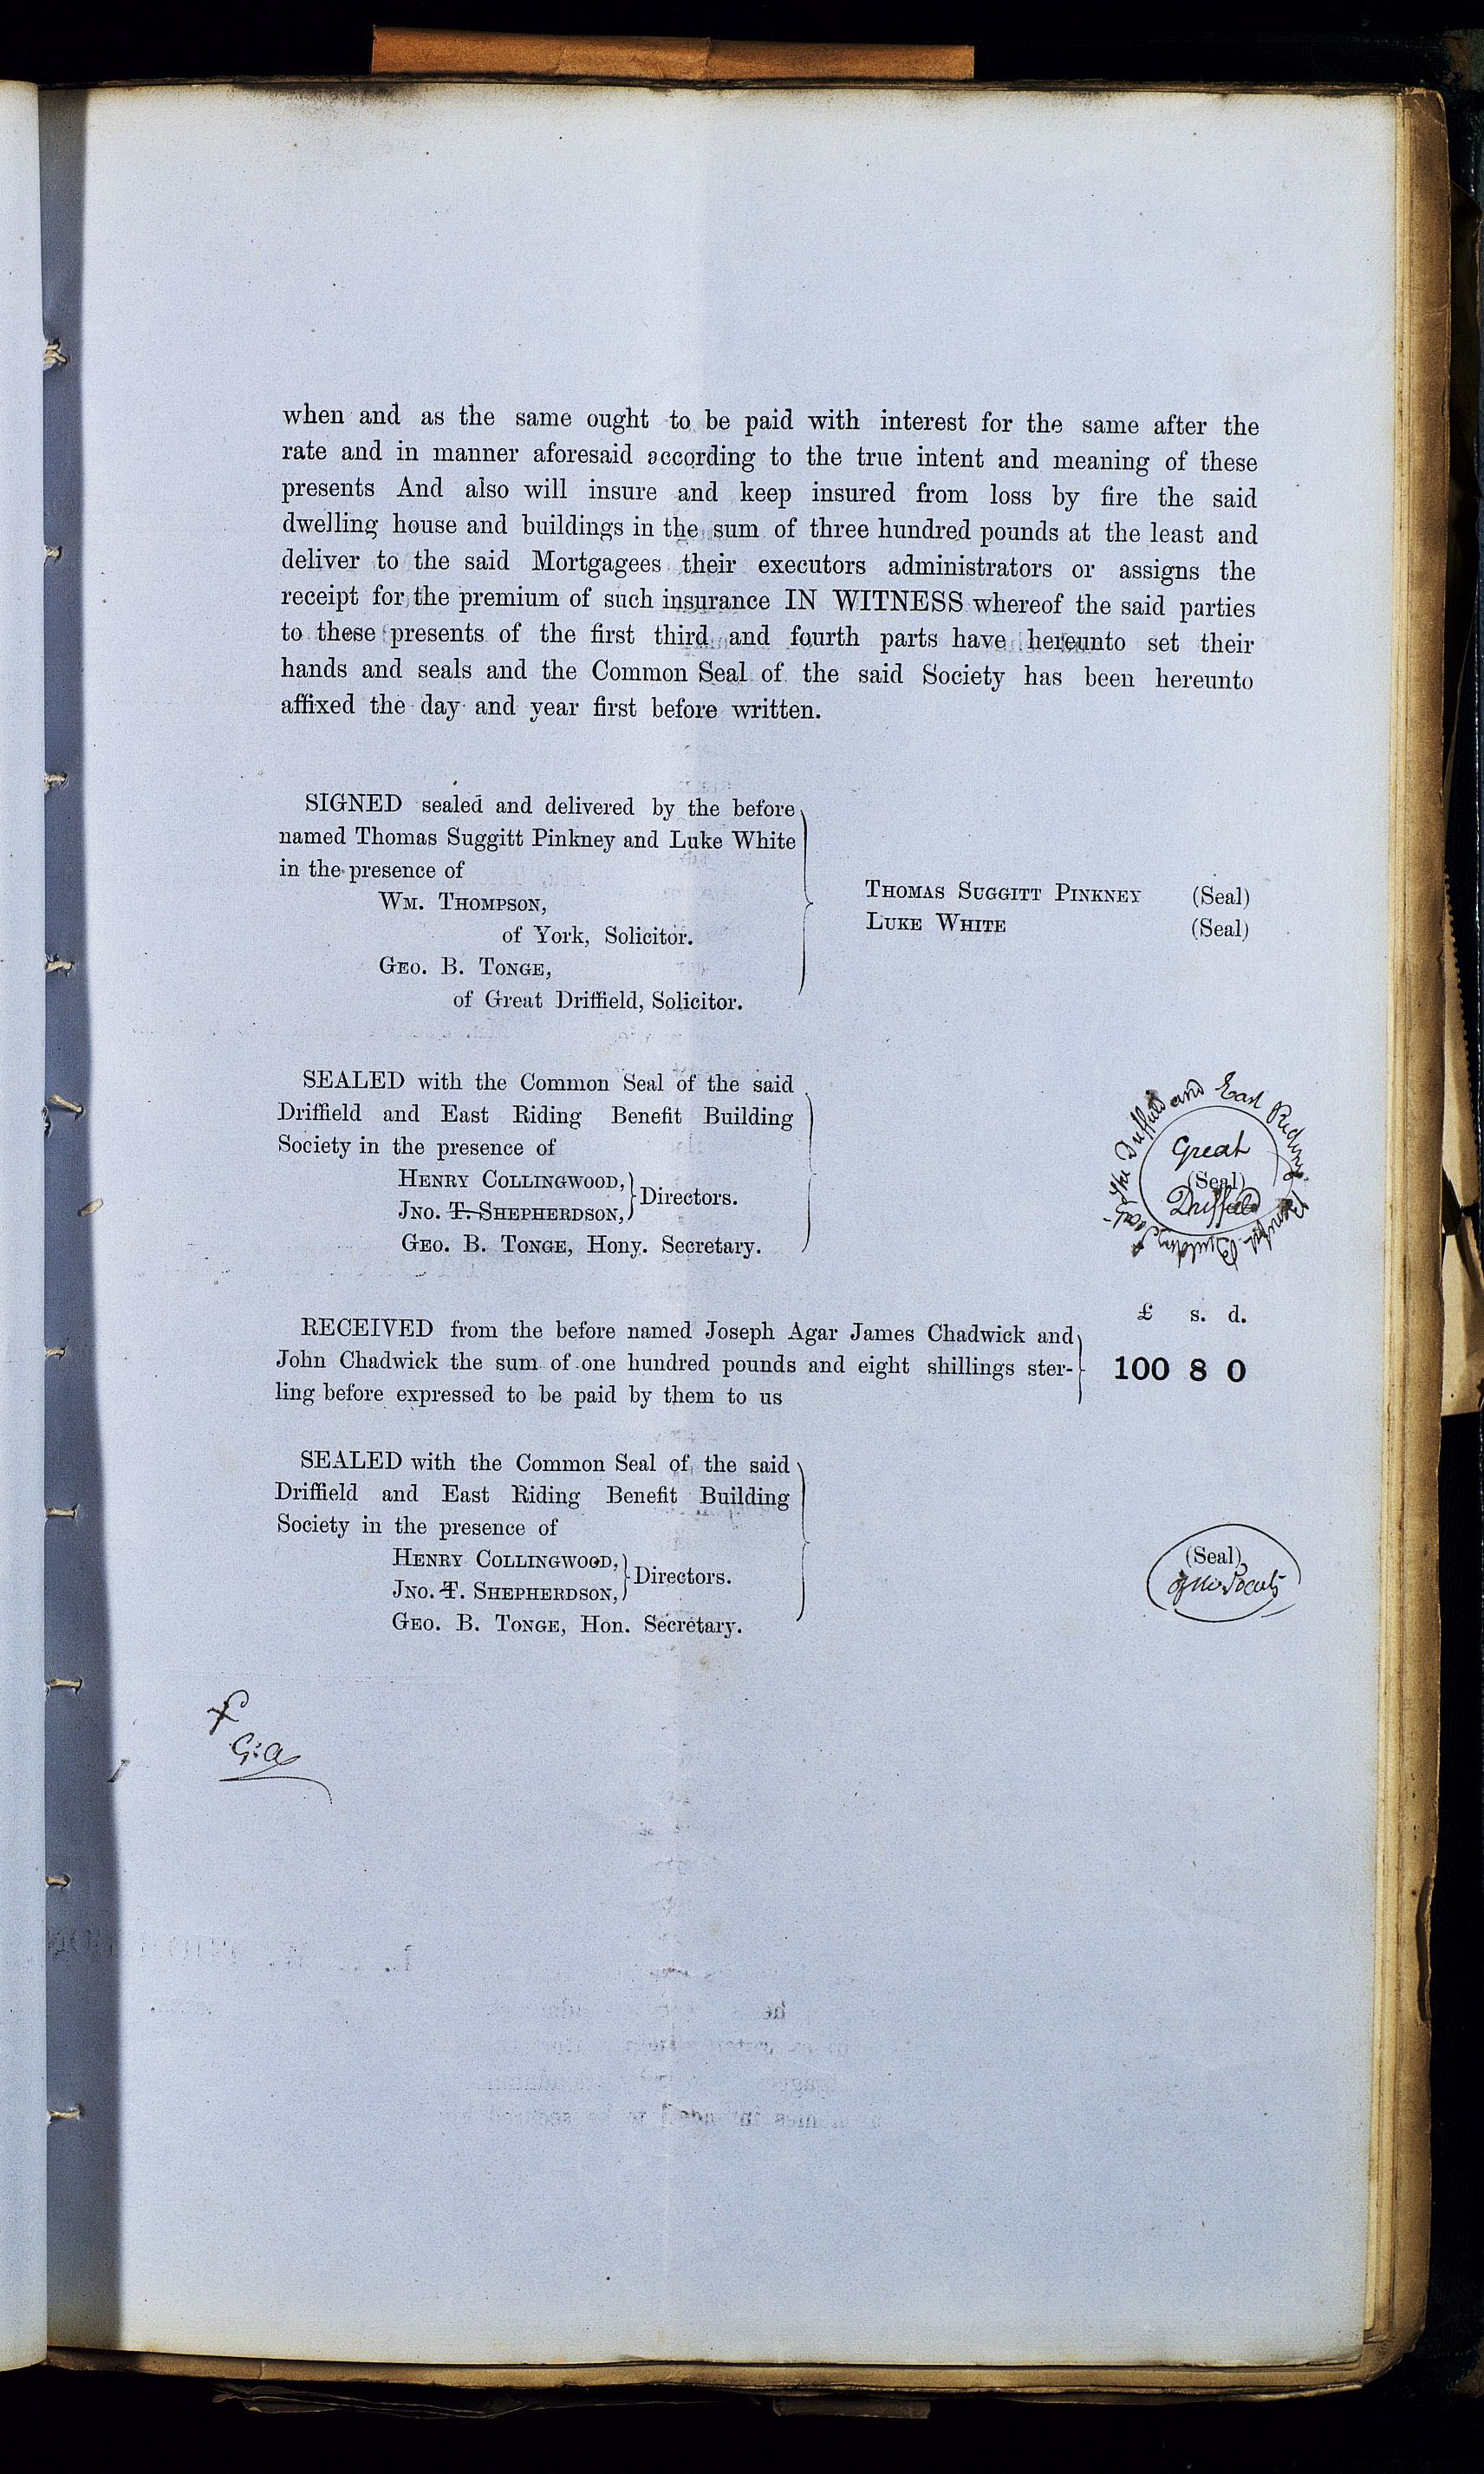 when and as the same ought to be paid with interest for the same after the
rate and in manner aforesaid according to the true intent and meaning of these
presents And also will insure and keep insured from loss by fire the said
dwelling house and buildings in the sum of three hundred pounds at the least and
deliver to the said Mortgagees their executors administrators or assigns the
receipt for the premium of such insurance IN WITNESS whereof the said parties
to these presents of the first third and fourth parts have hereunto set their
hands and seals and the Common Seal of the said Society has been hereunto
affixed the day and year first before written.
SIGNED sealed and delivered by the before
named Thomas Suggitt Pinkney and Luke White
in the presence of
WM. THOMPSON,
of York, Solicitor.
GEO. B. TONGE,
of Great Driffield, Solicitor.
THOMAS SUGGITT PINKNEY (Seal)
LUKE WHITE (Seal)
SEALED with the Common Seal of the said
Driffield and East Riding Benefit Building
Society in the presence of
HENRY COLLINGWOOD,
JNO. T. SHEPHERDSON,
Directors.
GEO. B. TONGE, Hony. Secretary.
The Driffield and East Riding Benefit Building Society
Great
(Seal)
Driffield
RECEIVED from the before named Joseph Agar James Chadwick and
John Chadwick the sum of one hundred pounds and eight shillings ster-
ling before expressed to be paid by them to us
£ s. d.
100 8 0
SEALED with the Common Seal of the said
Driffield and East Riding Benefit Building
Society in the presence of
HENRY COLLINGWOOD,
JNO. T. SHEPHERDSON,
Directors.
GEO. B. TONGE, Hon. Secretary.
(Seal)
of the Society
G:a